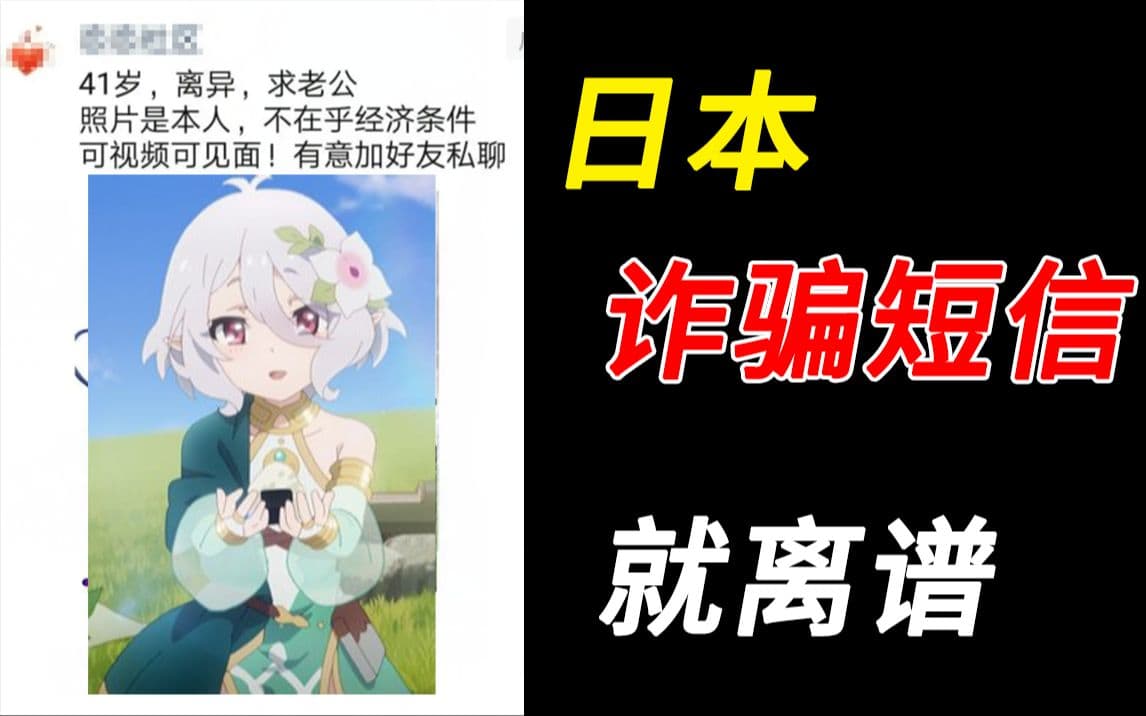 41岁，离异，求老公
照片是本人，不在乎经济条件
可视频可见面！有意加好友私聊
日本
诈骗短信
就离谱